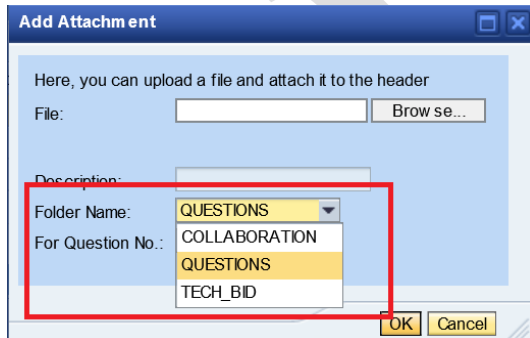 Add Attachment
Here, you can upload a file and attach it to the header
File:
Browse...
Description:
Folder Name: QUESTIONS
COLLABORATION
For Question No.:
QUESTIONS
TECH_BID
OK Cancel